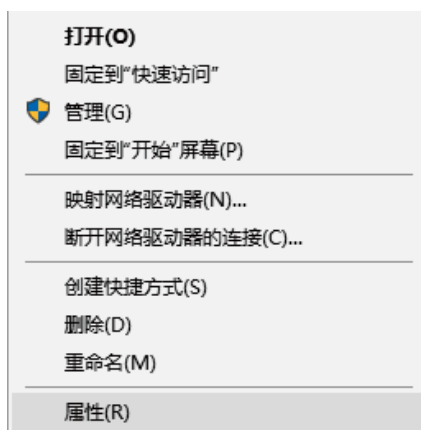 打开(O)
固定到"快速访问"
管理(G)
固定到"开始"屏幕(P)
映射网络驱动器(N)...
断开网络驱动器的连接(C)...
创建快捷方式(S)
删除(D)
重命名(M)
属性(R)